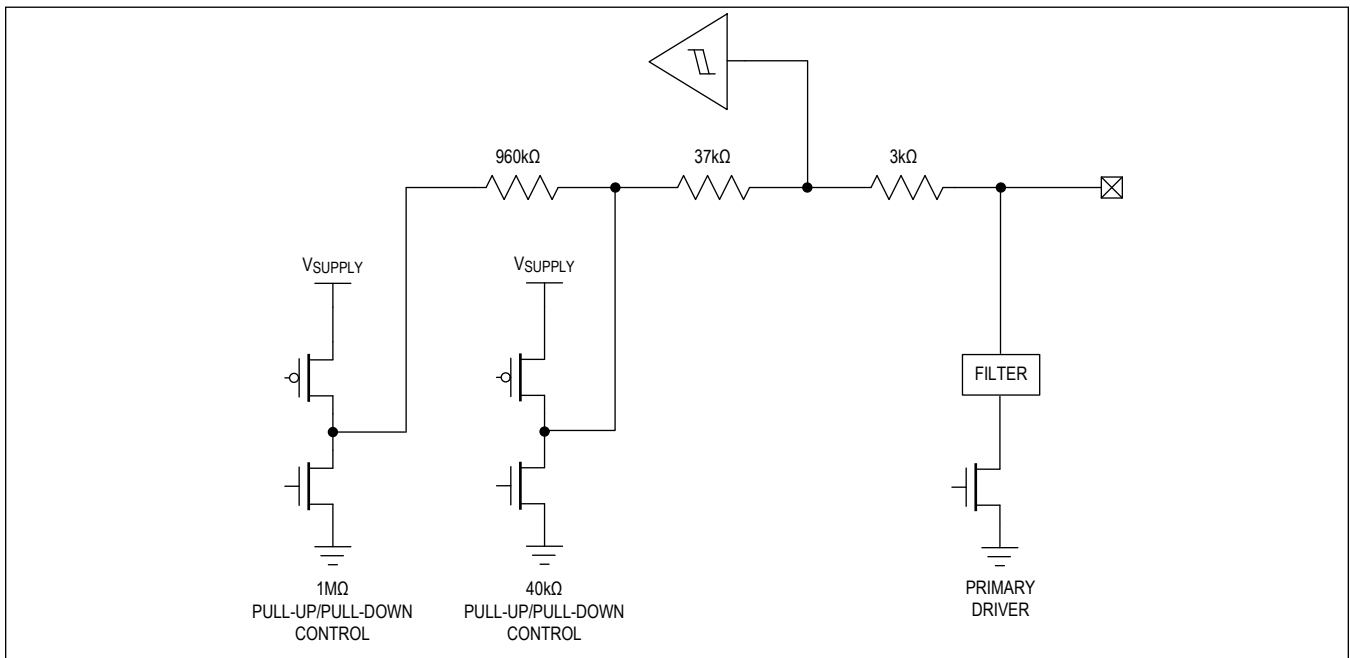 960kΩ
37kΩ
3kΩ
VSUPPLY
VSUPPLY
FILTER
1MΩ
PULL-UP/PULL-DOWN
CONTROL
40kΩ
PULL-UP/PULL-DOWN
CONTROL
PRIMARY
DRIVER